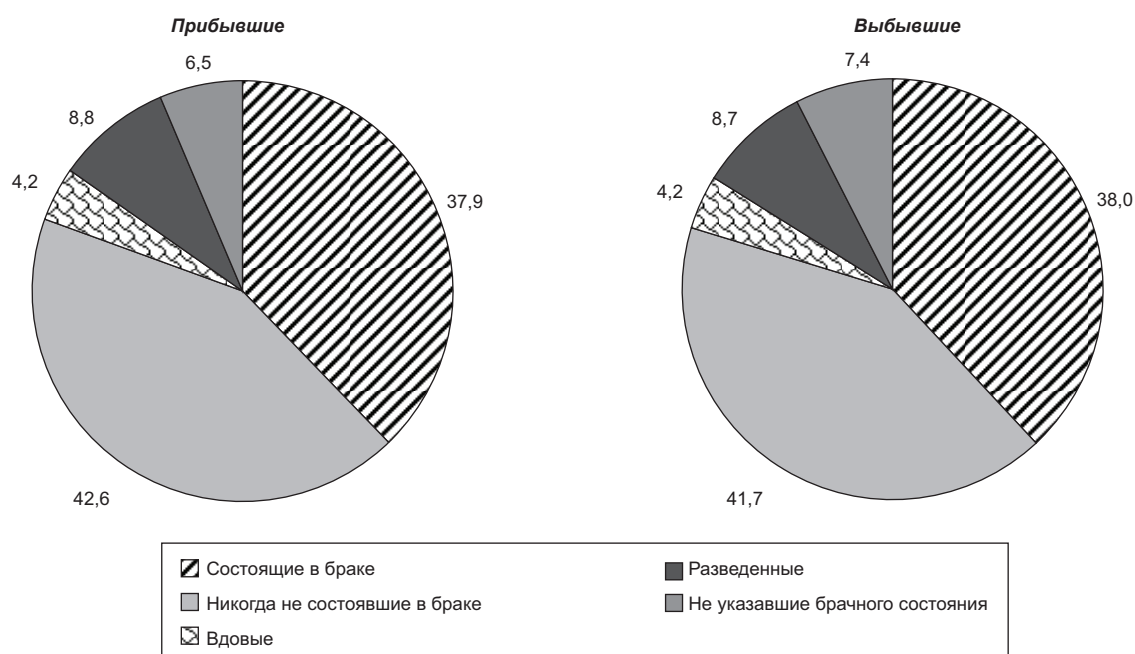 Прибывшие
Выбывшие
6,5
7,4
8,8
8,7
4,2
4,2
37,9
38,0
42,6
41,7
Состоящие в браке
Никогда не состоявшие в браке
Вдовые
Разведенные
Не указавшие брачного состояния